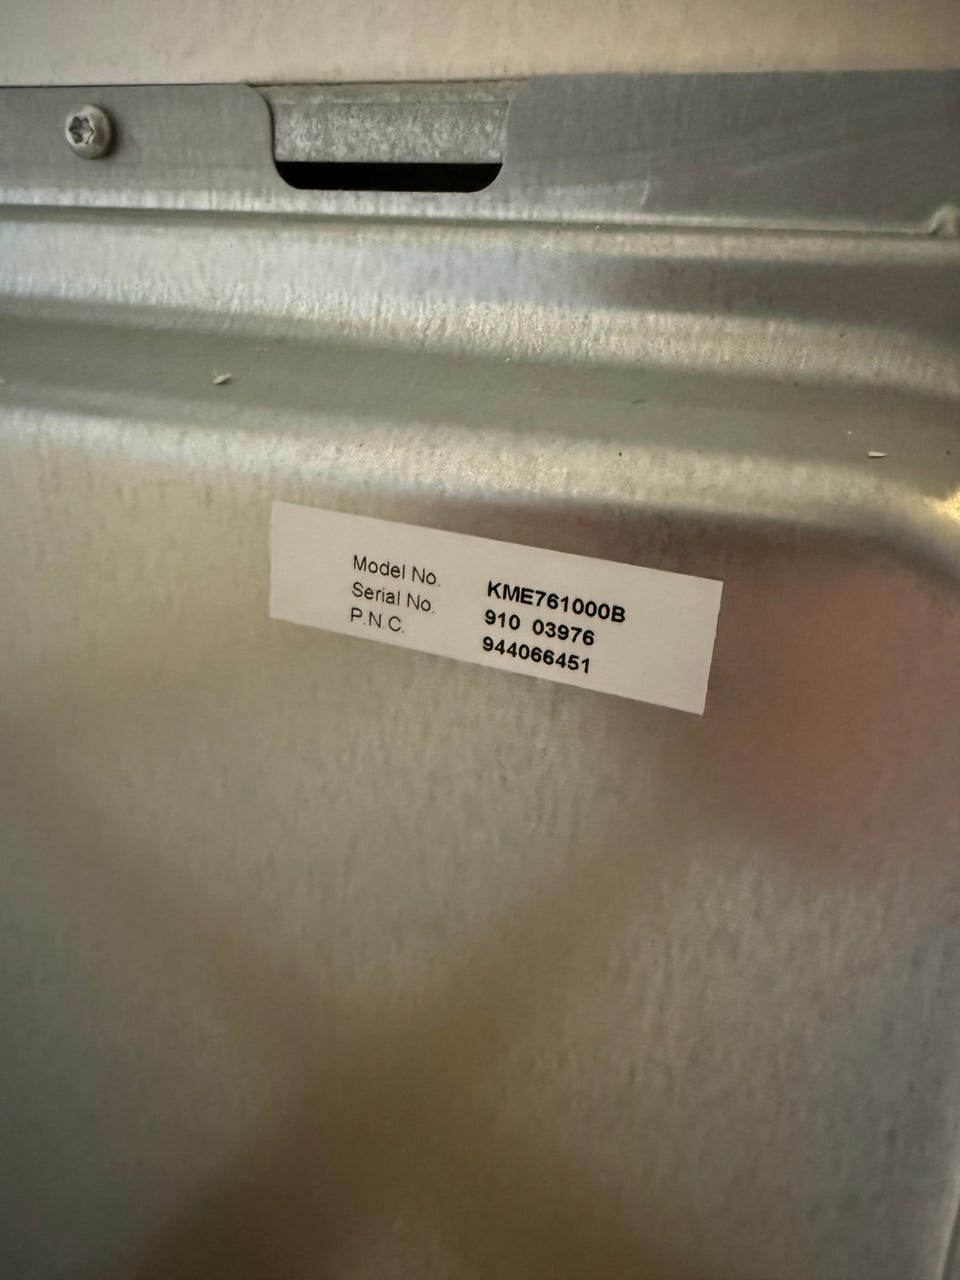 Model No. KME761000B
Serial No. 910 03976
P.N.C. 944066451